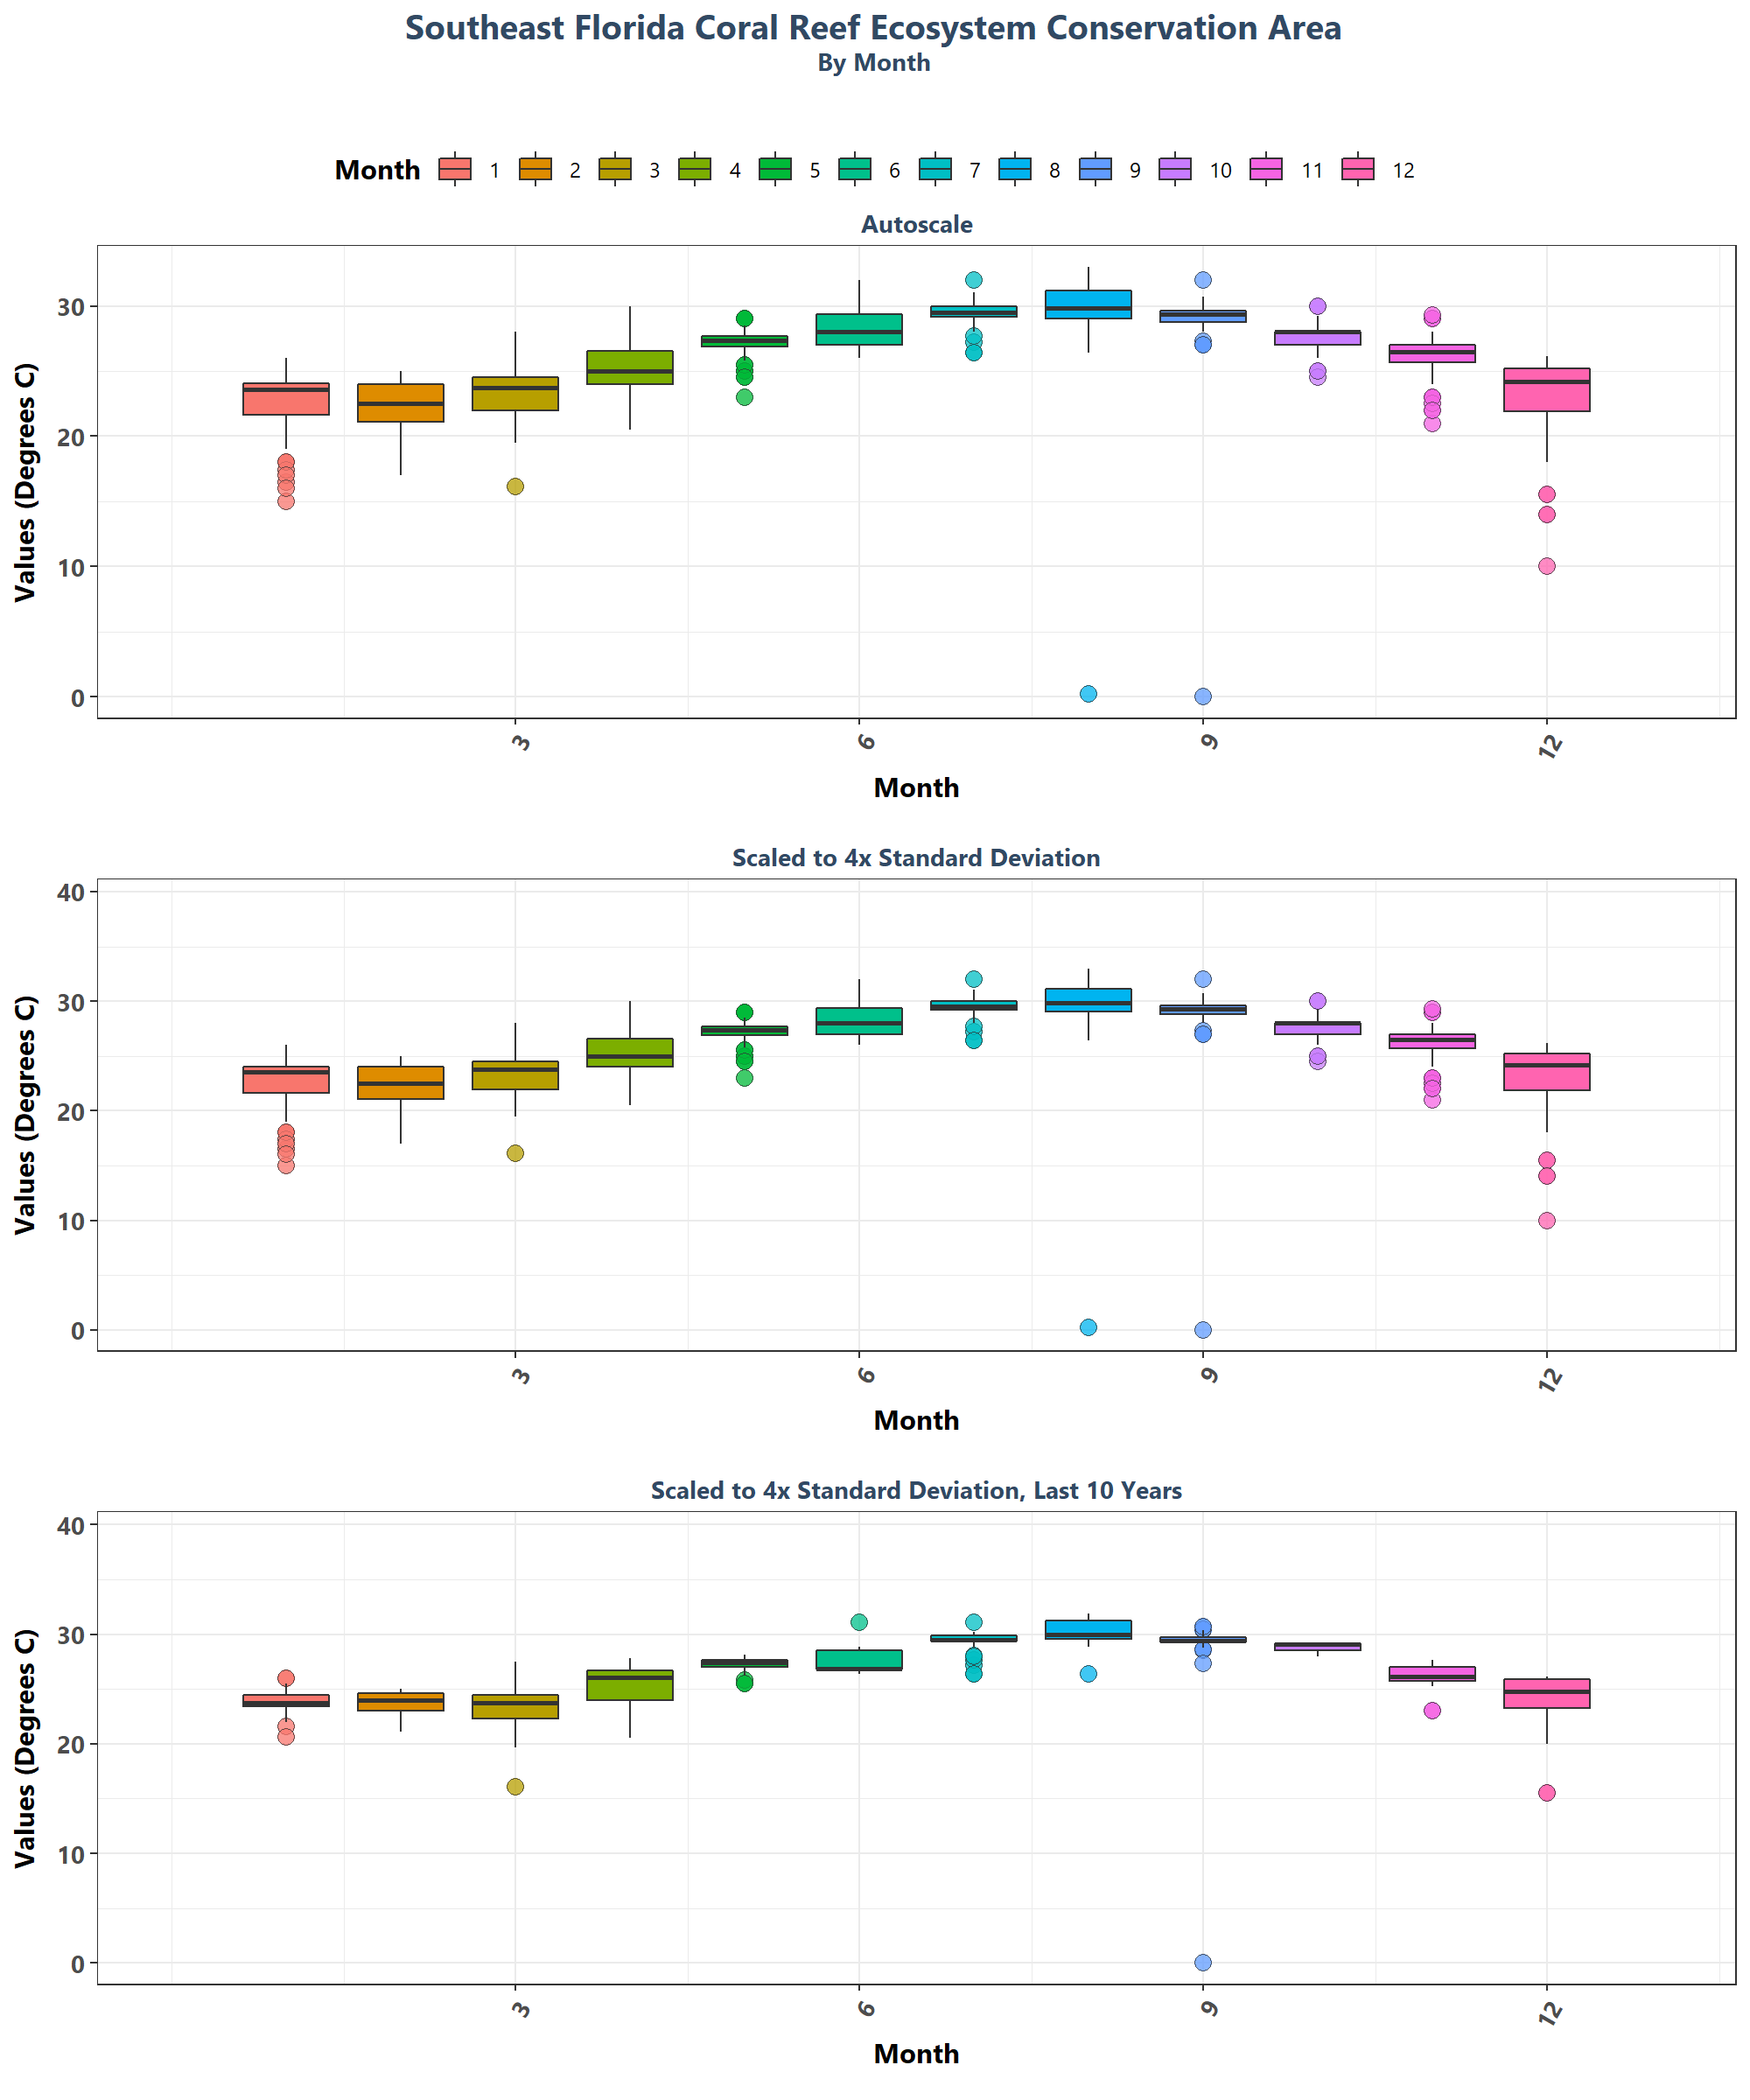 Southeast Florida Coral Reef Ecosystem Conservation Area
By Month
Month 1 2 3 4 5 6 7 8 9 10 11 12
Autoscale
Values (Degrees C)
30
20
10
0
3 6 9 12
Month
Scaled to 4x Standard Deviation
Values (Degrees C)
40
30
20
10
0
3 6 9 12
Month
Scaled to 4x Standard Deviation, Last 10 Years
Values (Degrees C)
40
30
20
10
0
3 6 9 12
Month